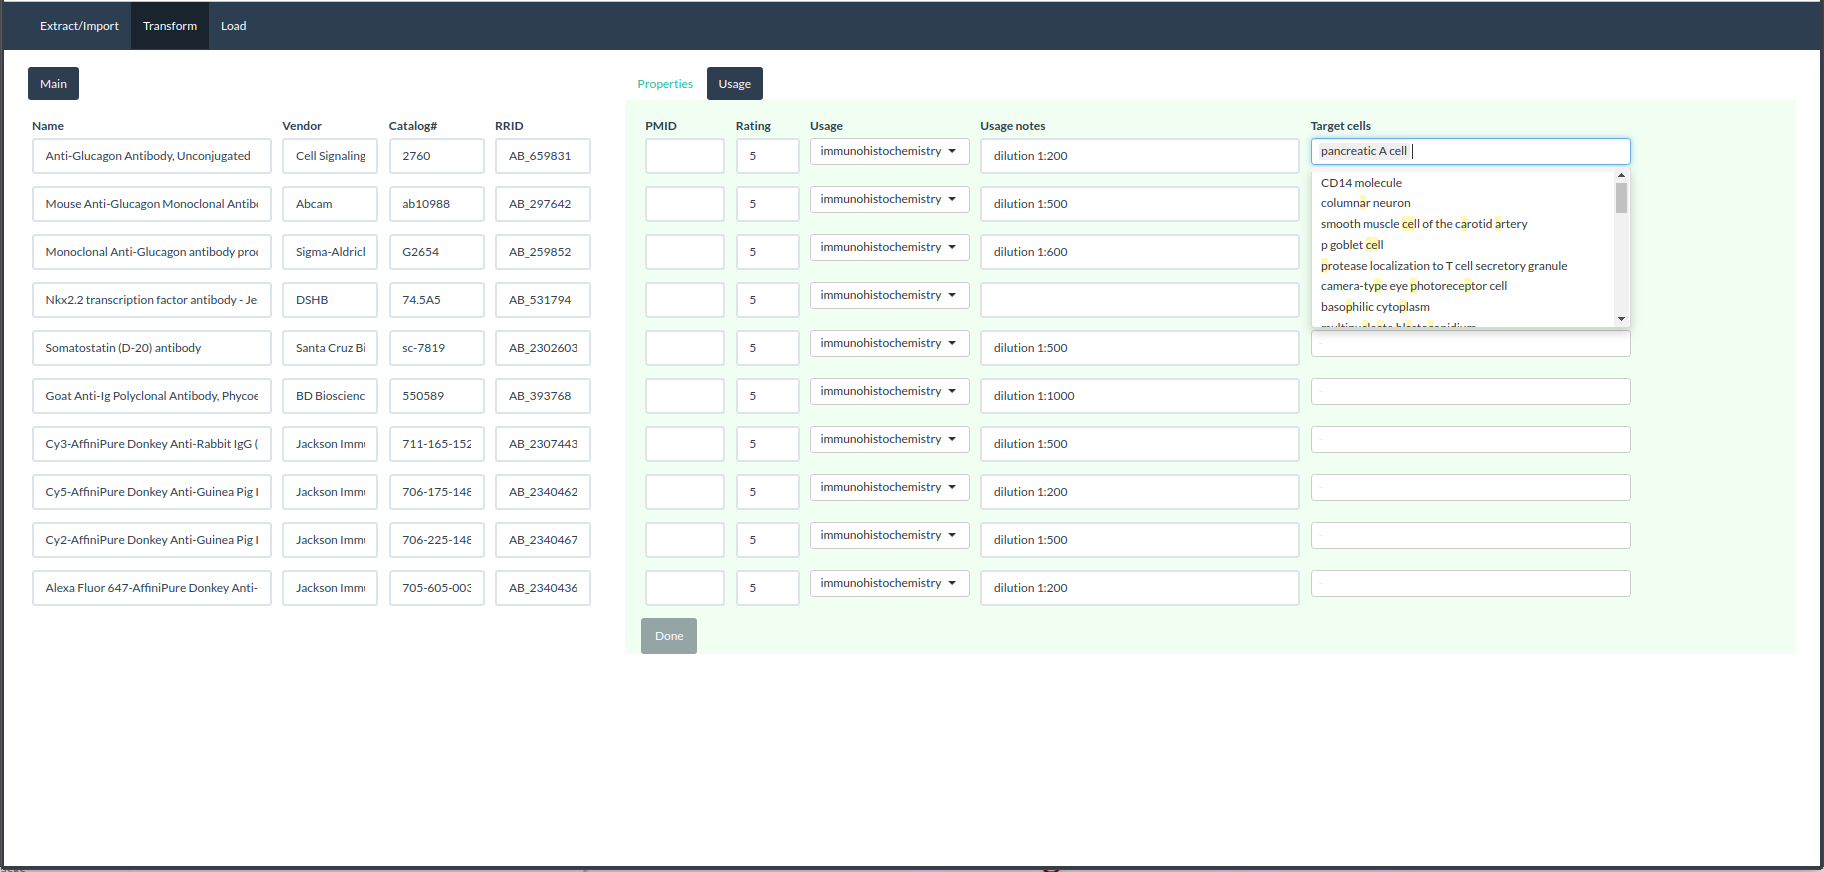 Extract/Import Transform Load
Main
Properties Usage
Name Vendor Catalog# RRID PMID Rating Usage Usage notes Target cells
Anti-Glucagon Antibody, Unconjugated Cell Signaling 2760 AB_659831 5 immunohistochemistry dilution 1:200 pancreatic A cell
CD14 molecule
Mouse Anti-Glucagon Monoclonal Antib Abcam ab10988 AB_297642 5 immunohistochemistry dilution 1:500
columnar neuron
smooth muscle cell of the carotid artery
p goblet cell
Monoclonal Anti-Glucagon antibody pro Sigma-Aldric G2654 AB_259852 5 immunohistochemistry dilution 1:600
protease localization to T cell secretory granule
camera-type eye photoreceptor cell
Nkx2.2 transcription factor antibody - Je DSHB 74.5A5 AB_531794 5 immunohistochemistry
basophilic cytoplasm
Somatostatin (D-20) antibody Santa Cruz Bi sc-7819 AB_2302603 5 immunohistochemistry dilution 1:500
Goat Anti-Ig Polyclonal Antibody, Phycoe BD Bioscienc 550589 AB_393768 5 immunohistochemistry dilution 1:1000
Cy3-AffiniPure Donkey Anti-Rabbit IgG ( Jackson Imm 711-165-152 AB_2307443 5 immunohistochemistry dilution 1:500
Cy5-AffiniPure Donkey Anti-Guinea Pig I Jackson Imm 706-175-148 AB_2340462 5 immunohistochemistry dilution 1:200
Cy2-AffiniPure Donkey Anti-Guinea Pig I Jackson Imm 706-225-148 AB_2340467 5 immunohistochemistry dilution 1:500
Alexa Fluor 647-AffiniPure Donkey Anti- Jackson Imm 705-605-003 AB_2340436 5 immunohistochemistry dilution 1:200
Done